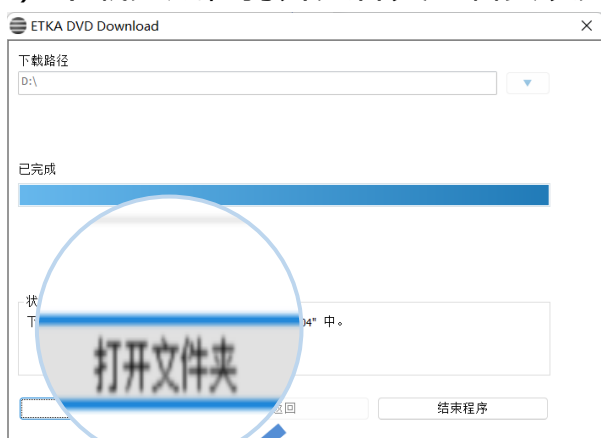 ETKA DVD Download
下载路径
D:\
已完成
状
下 04" 中。
打开文件夹
返回
结束程序